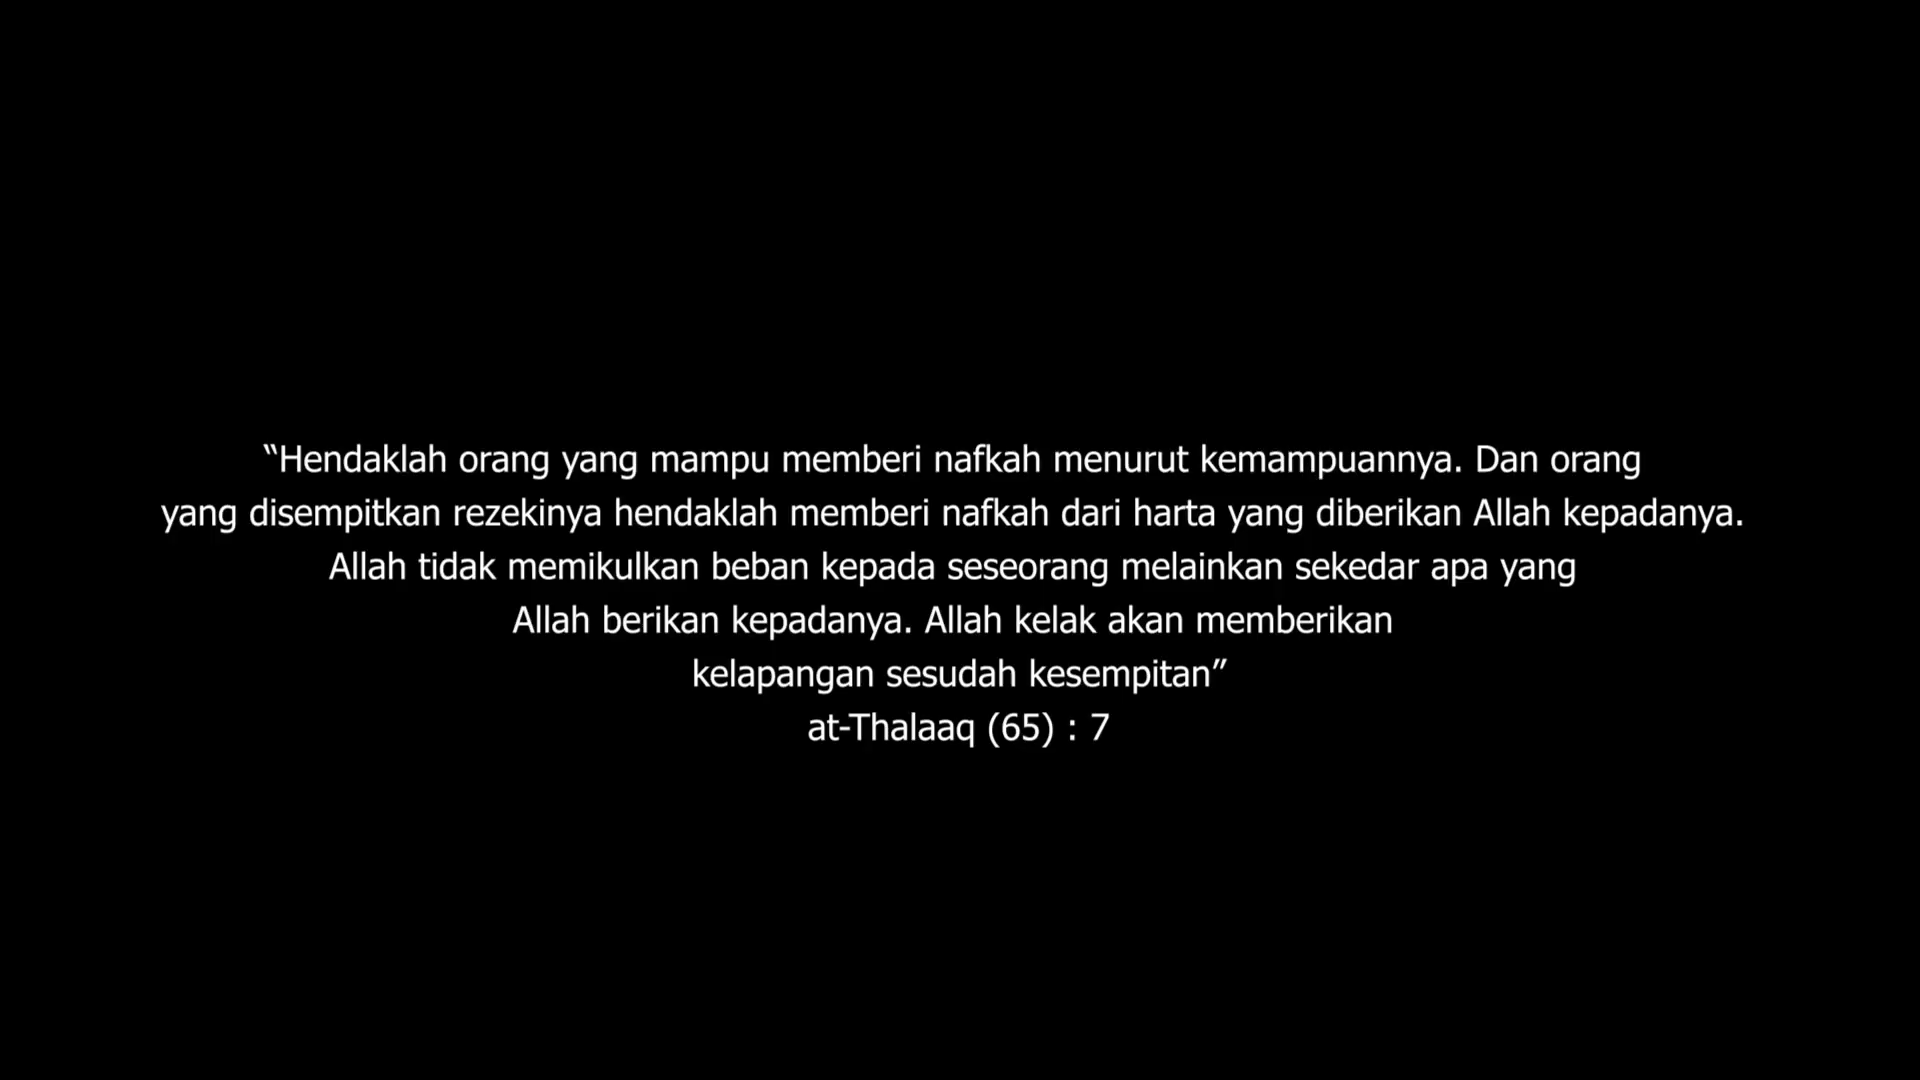 “Hendaklah orang yang mampu memberi nafkah menurut kemampuannya. Dan orang
yang disempitkan rezekinya hendaklah memberi nafkah dari harta yang diberikan Allah kepadanya.
Allah tidak memikulkan beban kepada seseorang melainkan sekedar apa yang
Allah berikan kepadanya. Allah kelak akan memberikan
kelapangan sesudah kesempitan”
at-Thalaaq (65) : 7